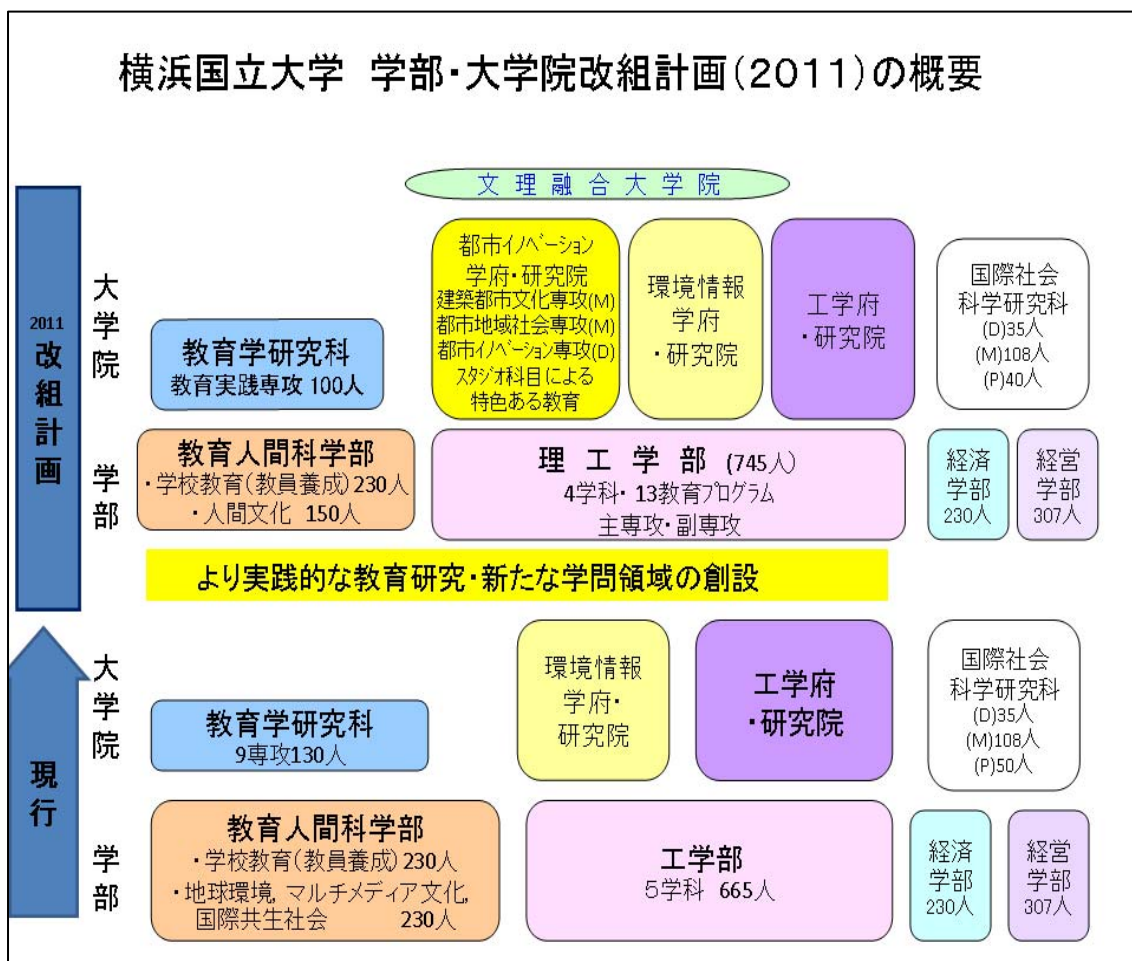 横浜国立大学 学部・大学院改組計画(2011)の概要
文理融合大学院
2011
改組計画
大学院
教育学研究科
教育実践専攻 100人
都市イノベーション
学府・研究院
建築都市文化専攻(M)
都市地域社会専攻(M)
都市イノベーション専攻(D)
スタジオ科目による
特色ある教育
環境情報
学府
・研究院
工学府
・研究院
国際社会
科学研究科
(D)35人
(M)108人
(P)40人
学部
教育人間科学部
・学校教育(教員養成)230人
・人間文化 150人
理工学部 (745人)
4学科・13教育プログラム
主専攻・副専攻
経済
学部
230人
経営
学部
307人
より実践的な教育研究・新たな学問領域の創設
現行
大学院
教育学研究科
9専攻130人
環境情報
学府・
研究院
工学府
・研究院
国際社会
科学研究科
(D)35人
(M)108人
(P)50人
学部
教育人間科学部
・学校教育(教員養成)230人
・地球環境,マルチメディア文化,
国際共生社会 230人
工学部
5学科 665人
経済
学部
230人
経営
学部
307人